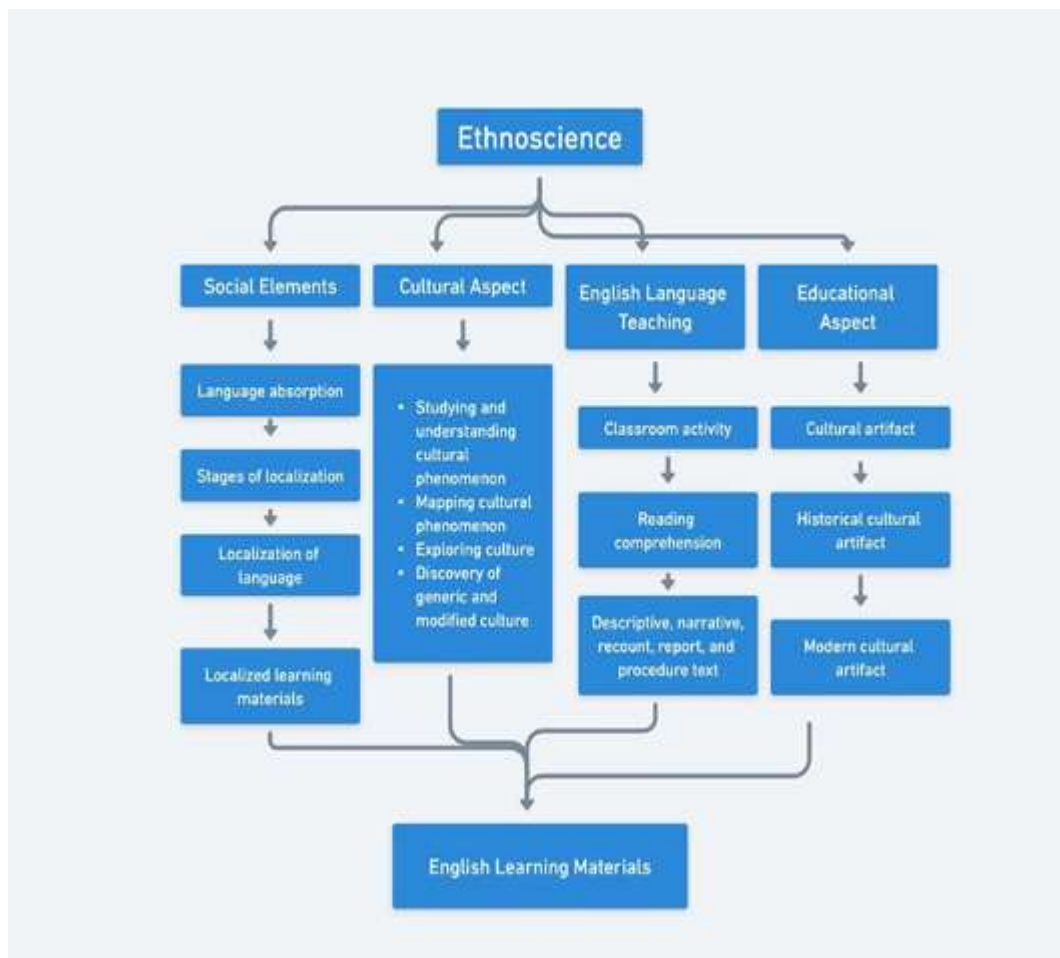 Ethnoscience
Social Elements
Cultural Aspect
English Language
Teaching
Educational
Aspect
Language absorption
Stages of localization
Localization of
language
Localized learning
materials
• Studying and
understanding
cultural
phenomenon
• Mapping cultural
phenomenon
• Exploring culture
• Discovery of
generic and
modified culture
Classroom activity
Reading
comprehension
Descriptive, narrative,
recount, report, and
procedure text
Cultural artifact
Historical cultural
artifact
Modern cultural
artifact
English Learning Materials